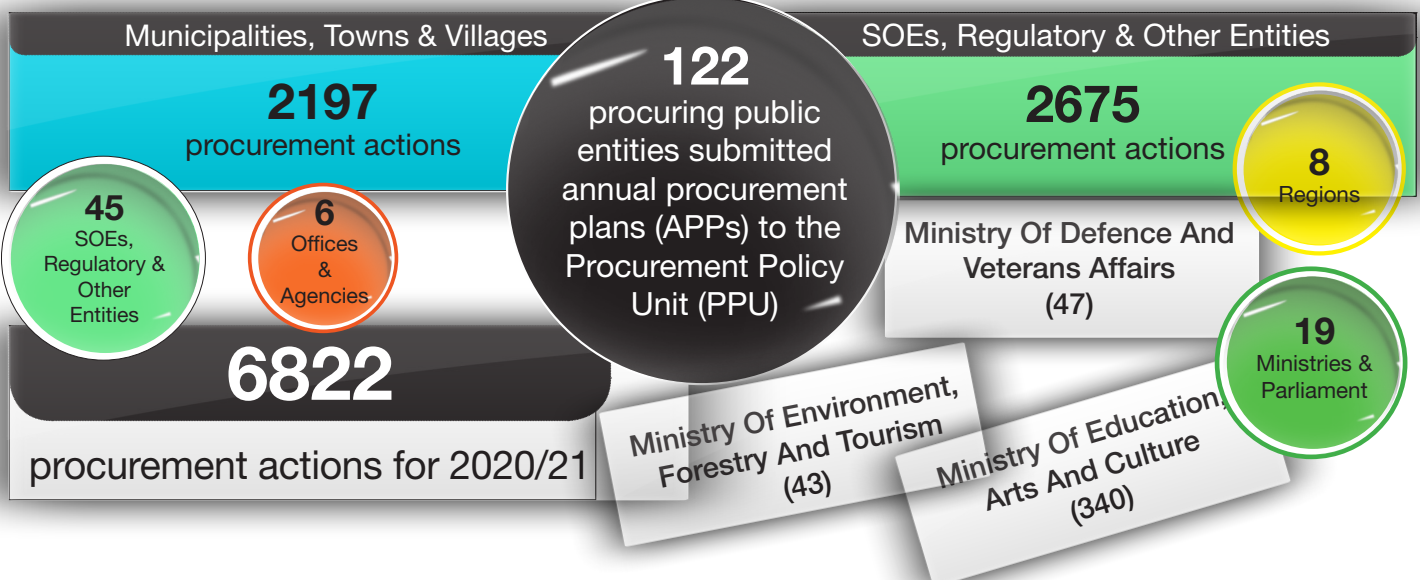 Municipalities, Towns & Villages
2197
procurement actions
122
procuring public
entities submitted
annual procurement
plans (APPs) to the
Procurement Policy
Unit (PPU)
SOEs, Regulatory & Other Entities
2675
procurement actions
8
Regions
45
SOEs,
Regulatory &
Other
Entities
6
Offices
&
Agencies
Ministry Of Defence And
Veterans Affairs
(47)
19
Ministries &
Parliament
6822
procurement actions for 2020/21
Ministry Of Environment,
Forestry And Tourism
(43)
Ministry Of Education,
Arts And Culture
(340)